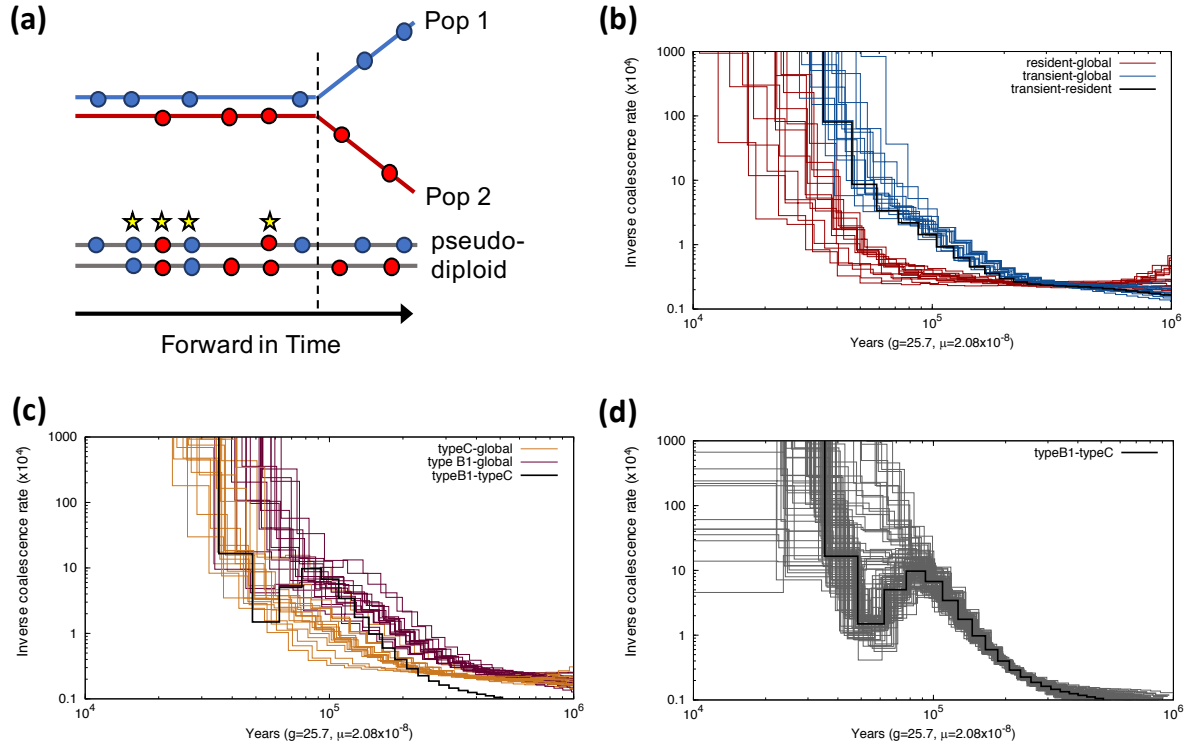 (a)
Pop 1
Pop 2
pseudo-
diploid
Forward in Time
(b)
Inverse coalescence rate (x10⁴)
1000
100
10
1
0.1
resident-global
transient-global
transient-resident
10⁴
10⁵
10⁶
Years (g=25.7, μ=2.08x10⁻⁸)
(c)
Inverse coalescence rate (x10⁴)
1000
100
10
1
0.1
typeC-global
type B1-global
typeB1-typeC
10⁴
10⁵
10⁶
Years (g=25.7, μ=2.08x10⁻⁸)
(d)
Inverse coalescence rate (x10⁴)
1000
100
10
1
0.1
typeB1-typeC
10⁴
10⁵
10⁶
Years (g=25.7, μ=2.08x10⁻⁸)